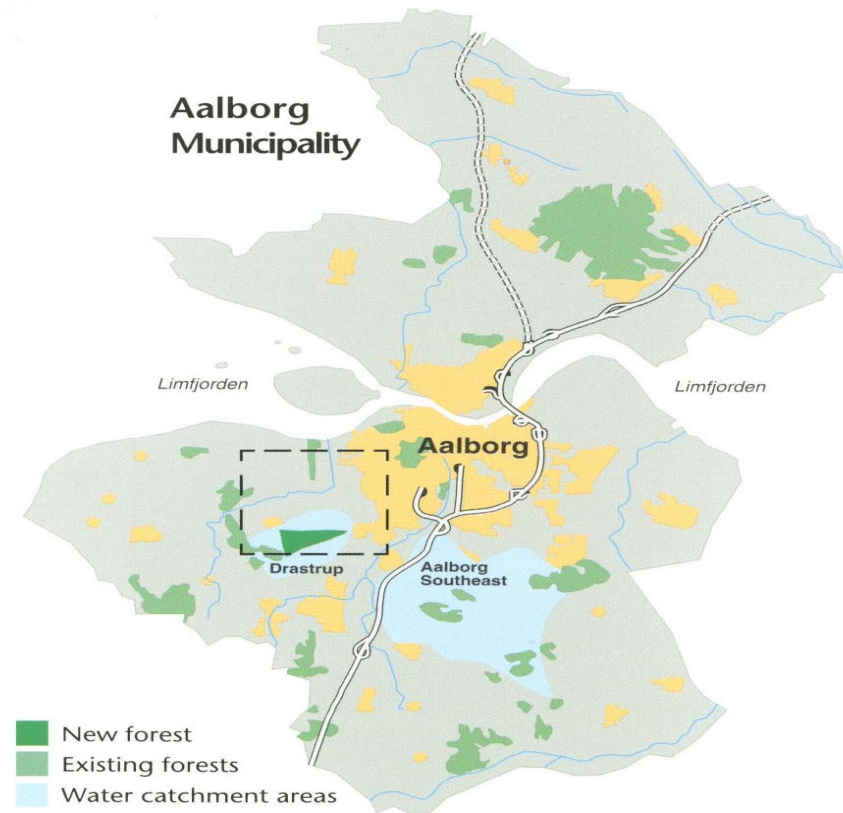 Aalborg
Municipality
Limfjorden
Limfjorden
Aalborg
Drastrup
Aalborg
Southeast
New forest
Existing forests
Water catchment areas